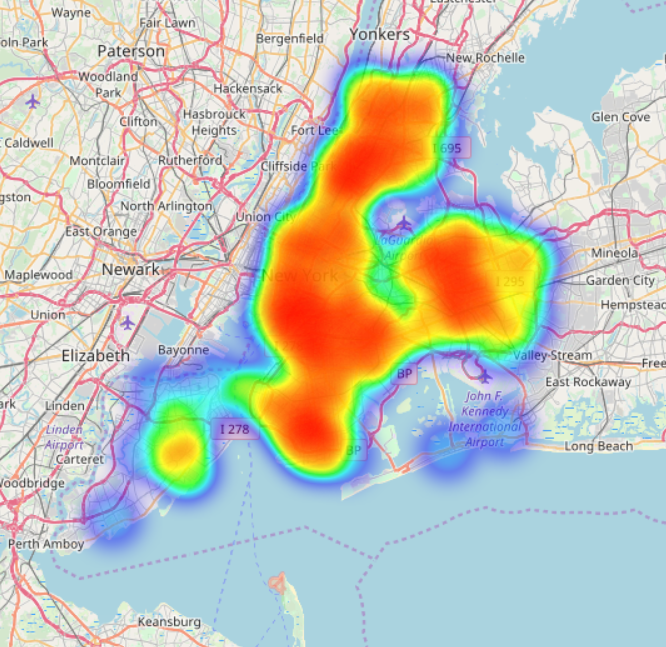 Wayne
Fair Lawn
Eastchester
oln Park
Paterson
Bergenfield
Yonkers
New Rochelle
Woodland
Park
Hackensack
Glen Cove
Clifton
Hasbrouck
Heights
Fort Lee
Caldwell
I 695
Montclair
Rutherford
Cliffside Park
ngston
Bloomfield
North Arlington
Union City
East Orange
LaGuardia
Airport
Mineola
Maplewood
Newark
New York
I 295
Garden City
Union
Hempstead
Elizabeth
Bayonne
Valley Stream
Free
BP
East Rockaway
ark
Linden
John F.
Kennedy
International
Airport
Linden
Airport
I 278
BP
Long Beach
Carteret
Woodbridge
Perth Amboy
Keansburg